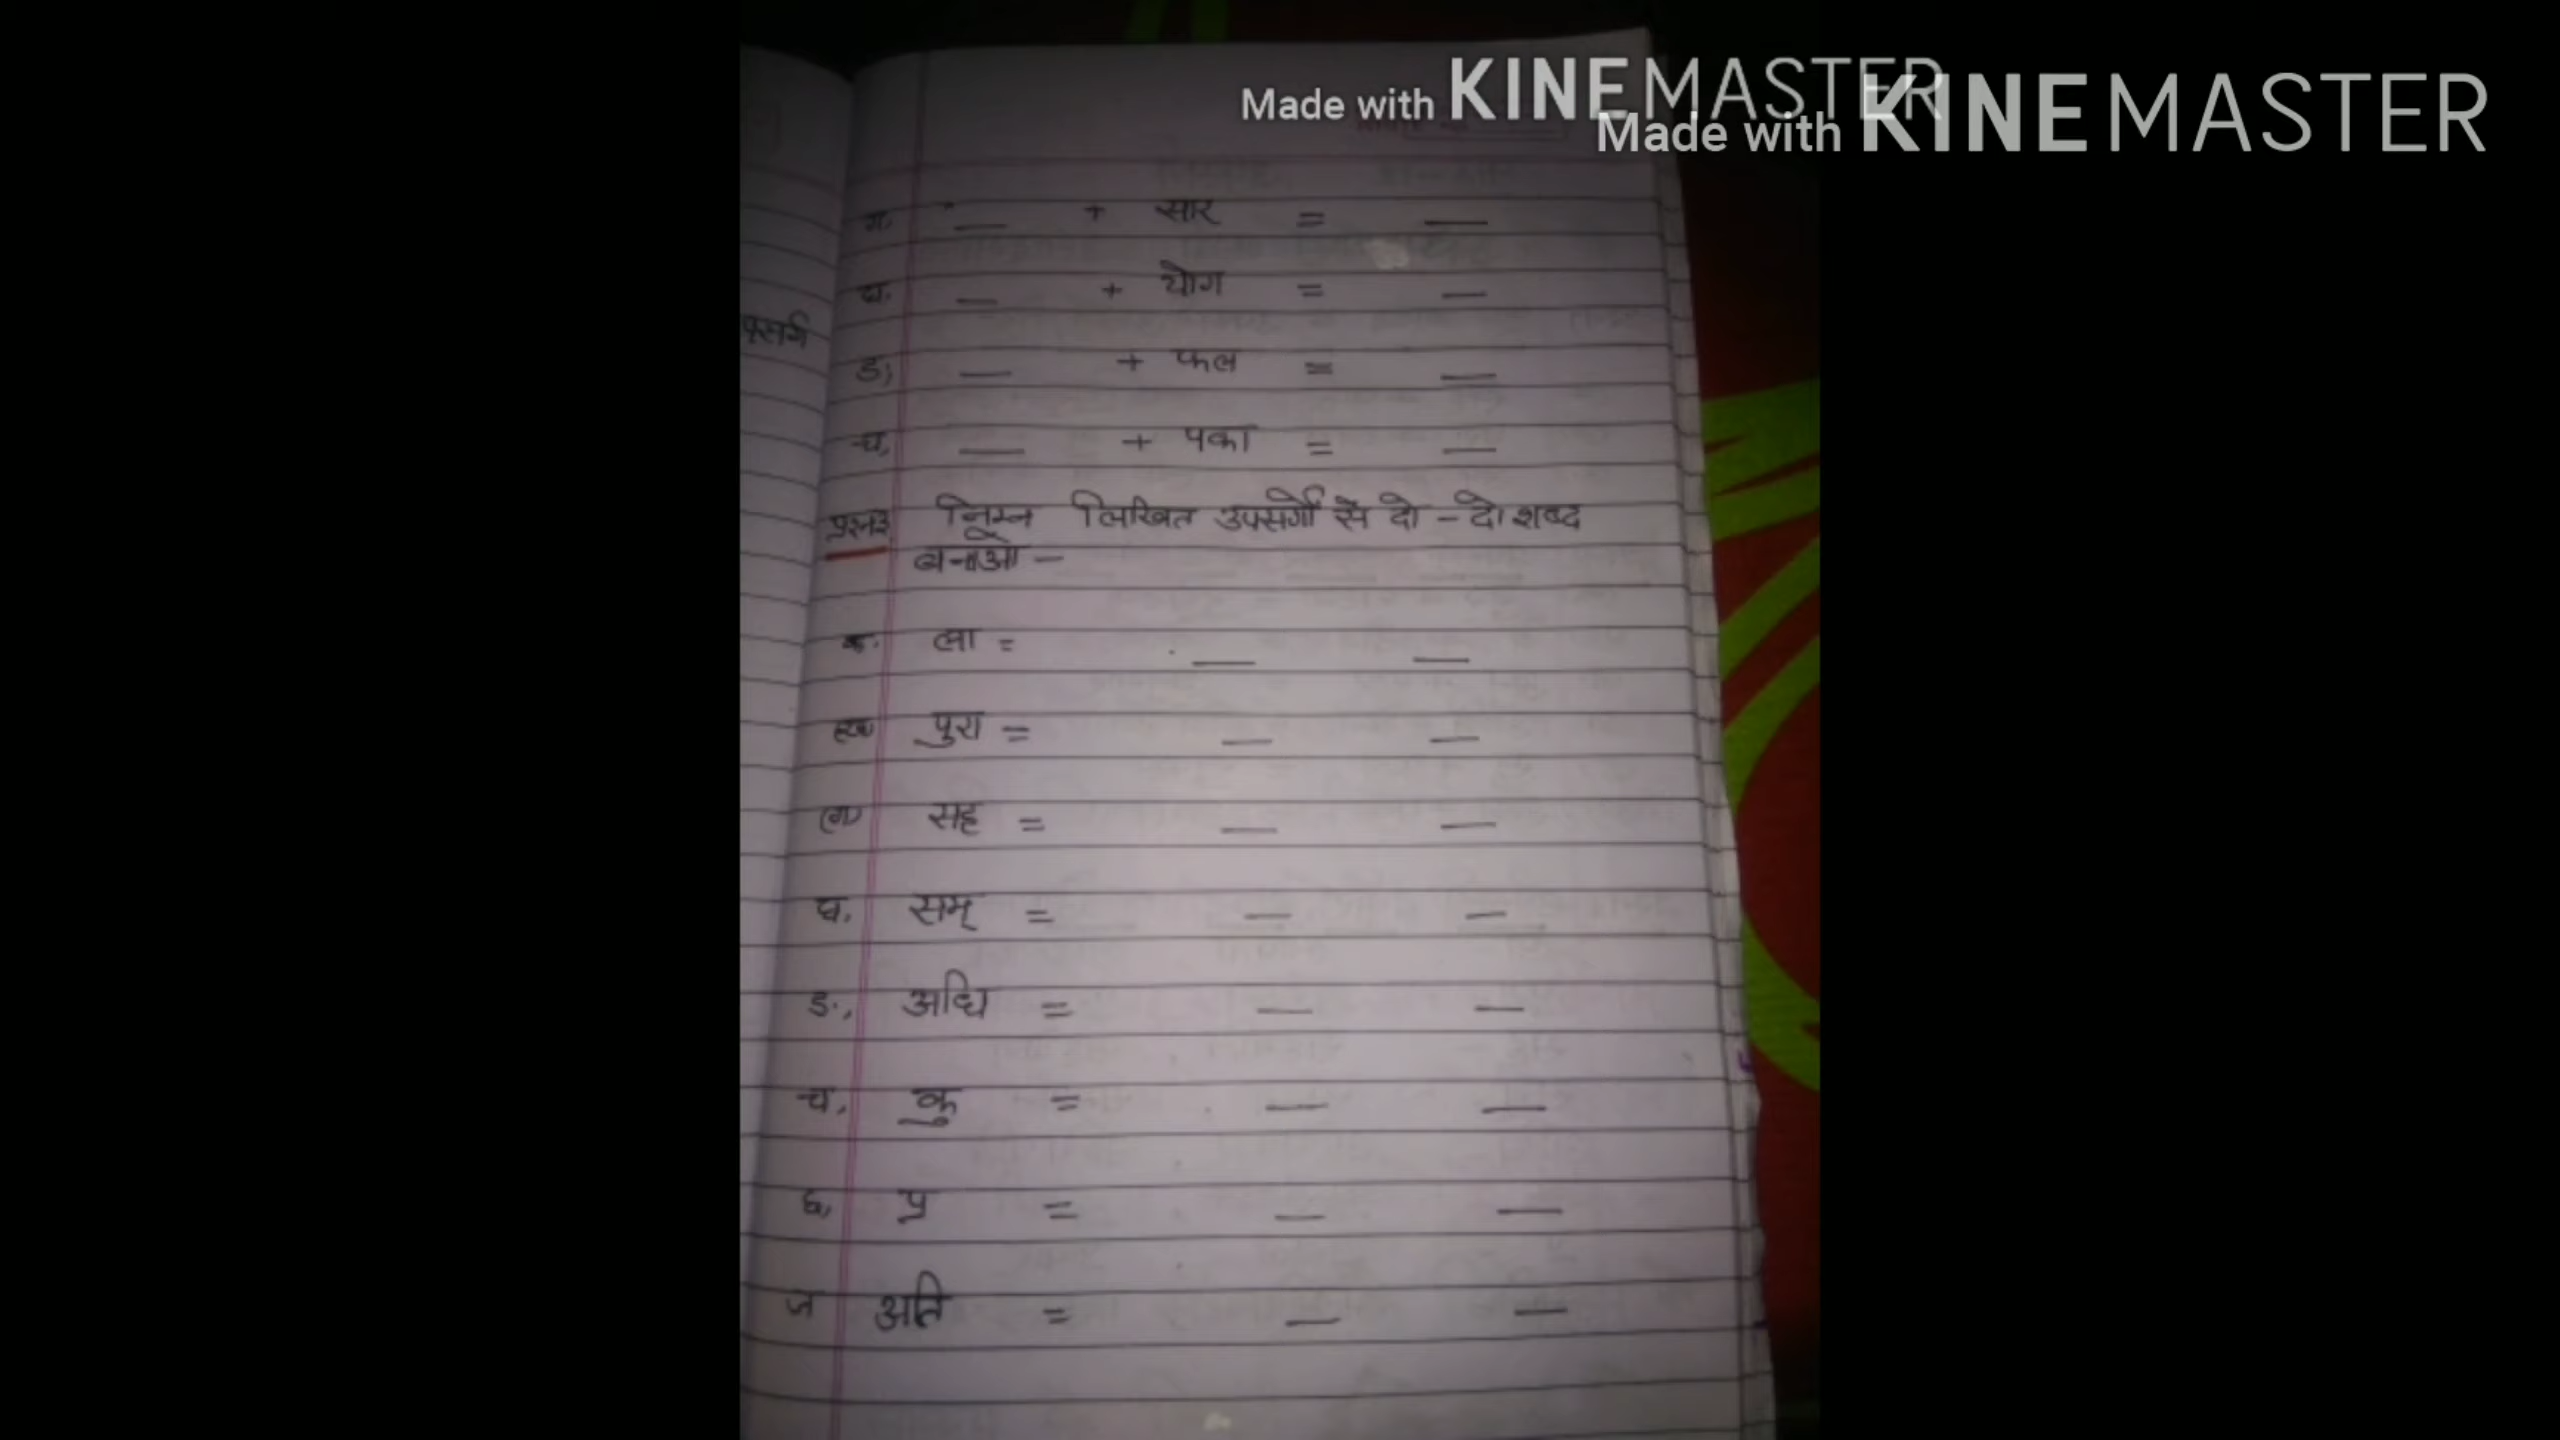 Made with KINEMASTER
Made with KINEMASTER
ग. — + सार = —
घ. — + योग = —
ङ, — + फल = —
च, — + पका = —
प्रश्न3 निम्न लिखित उपसर्गों से दो - दो शब्द
बनाओ -
क. ला = — —
ख पुरा = — —
ग सह = — —
घ. सम् = — —
ङ., अधि = — —
च. कु = — —
छ, प्र = — —
ज अति = — —